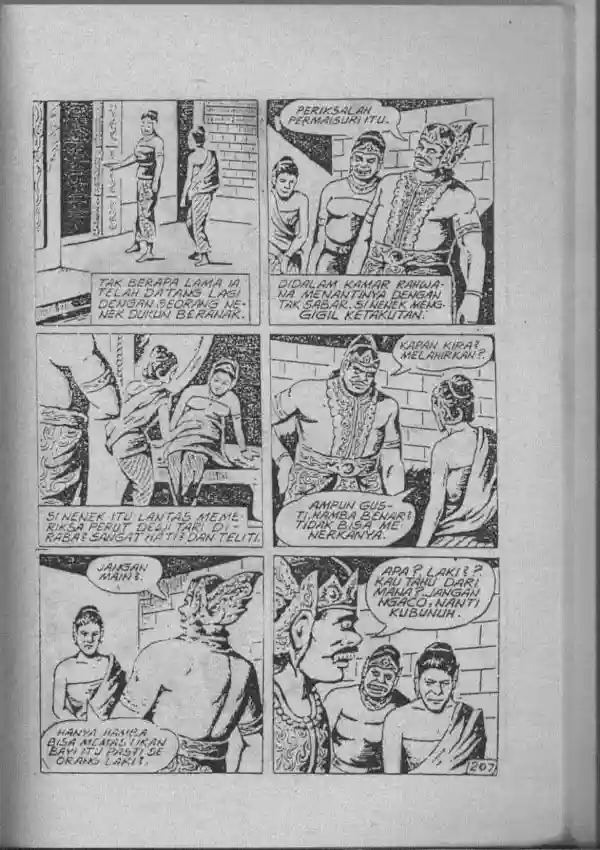 TAK BERAPA LAMA IA
TELAH DATANG LAGI
DENGAN SEORANG NE-
NEK DUKUN BERANAK.
PERIKSALAH
PERMAISURI ITU.
DIDALAM KAMAR RAHWA-
NA MENANTINYA DENGAN
TAK SABAR. SI NENEK MENG-
GIGIL KETAKUTAN.
SI NENEK ITU LANTAS MEME-
RIKSA PERUT DEWI TARI DI-
RABA² SANGAT HATI² DAN TELITI.
KAPAN KIRA²
MELAHIRKAN?.
AMPUN GUS-
TI, HAMBA BENAR²
TIDAK BISA ME
NERKANYA.
JANGAN
MAIN².
HANYA HAMBA
BISA MEMASTIKAN
BAYI ITU PASTI SE
ORANG LAKI².
APA? LAKI²?
KAU TAHU DARI
MANA? JANGAN
NGACO, NANTI
KUBUNUH.
207